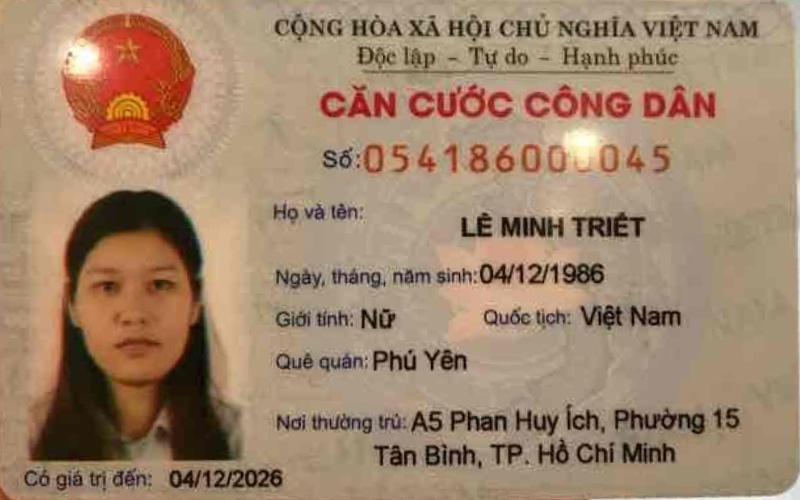 CỘNG HÒA XÃ HỘI CHỦ NGHĨA VIỆT NAM
Độc lập – Tự do – Hạnh phúc
CĂN CƯỚC CÔNG DÂN
Số: 054186000045
Họ và tên: LÊ MINH TRIẾT
Ngày, tháng, năm sinh: 04/12/1986
Giới tính: Nữ Quốc tịch: Việt Nam
Quê quán: Phú Yên
Nơi thường trú: A5 Phan Huy Ích, Phường 15
Tân Bình, TP. Hồ Chí Minh
Có giá trị đến: 04/12/2026